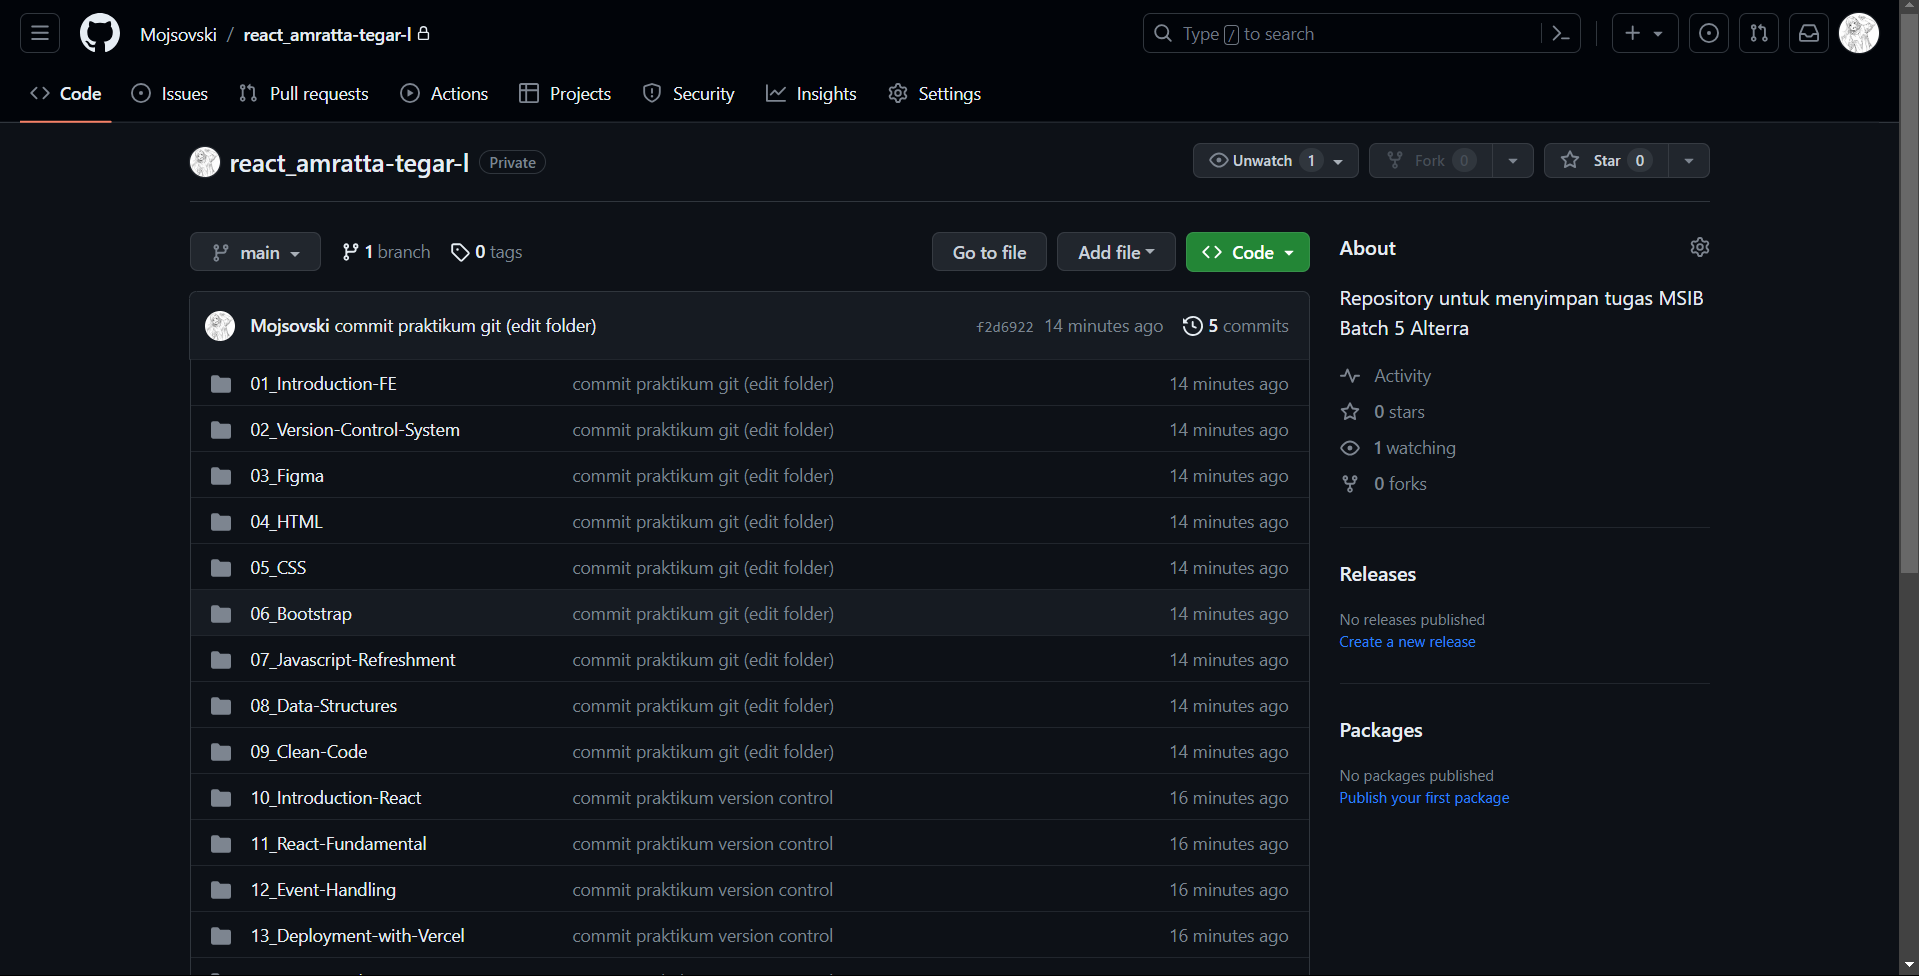 Mojsovski / react_amratta-tegar-l
Type / to search
Code Issues Pull requests Actions Projects Security Insights Settings
react_amratta-tegar-l Private
Unwatch 1 Fork 0 Star 0
main 1 branch 0 tags Go to file Add file Code
Mojsovski commit praktikum git (edit folder) f2d6922 14 minutes ago 5 commits
01_Introduction-FE commit praktikum git (edit folder) 14 minutes ago
02_Version-Control-System commit praktikum git (edit folder) 14 minutes ago
03_Figma commit praktikum git (edit folder) 14 minutes ago
04_HTML commit praktikum git (edit folder) 14 minutes ago
05_CSS commit praktikum git (edit folder) 14 minutes ago
06_Bootstrap commit praktikum git (edit folder) 14 minutes ago
07_Javascript-Refreshment commit praktikum git (edit folder) 14 minutes ago
08_Data-Structures commit praktikum git (edit folder) 14 minutes ago
09_Clean-Code commit praktikum git (edit folder) 14 minutes ago
10_Introduction-React commit praktikum version control 16 minutes ago
11_React-Fundamental commit praktikum version control 16 minutes ago
12_Event-Handling commit praktikum version control 16 minutes ago
13_Deployment-with-Vercel commit praktikum version control 16 minutes ago
About
Repository untuk menyimpan tugas MSIB
Batch 5 Alterra
Activity
0 stars
1 watching
0 forks
Releases
No releases published
Create a new release
Packages
No packages published
Publish your first package